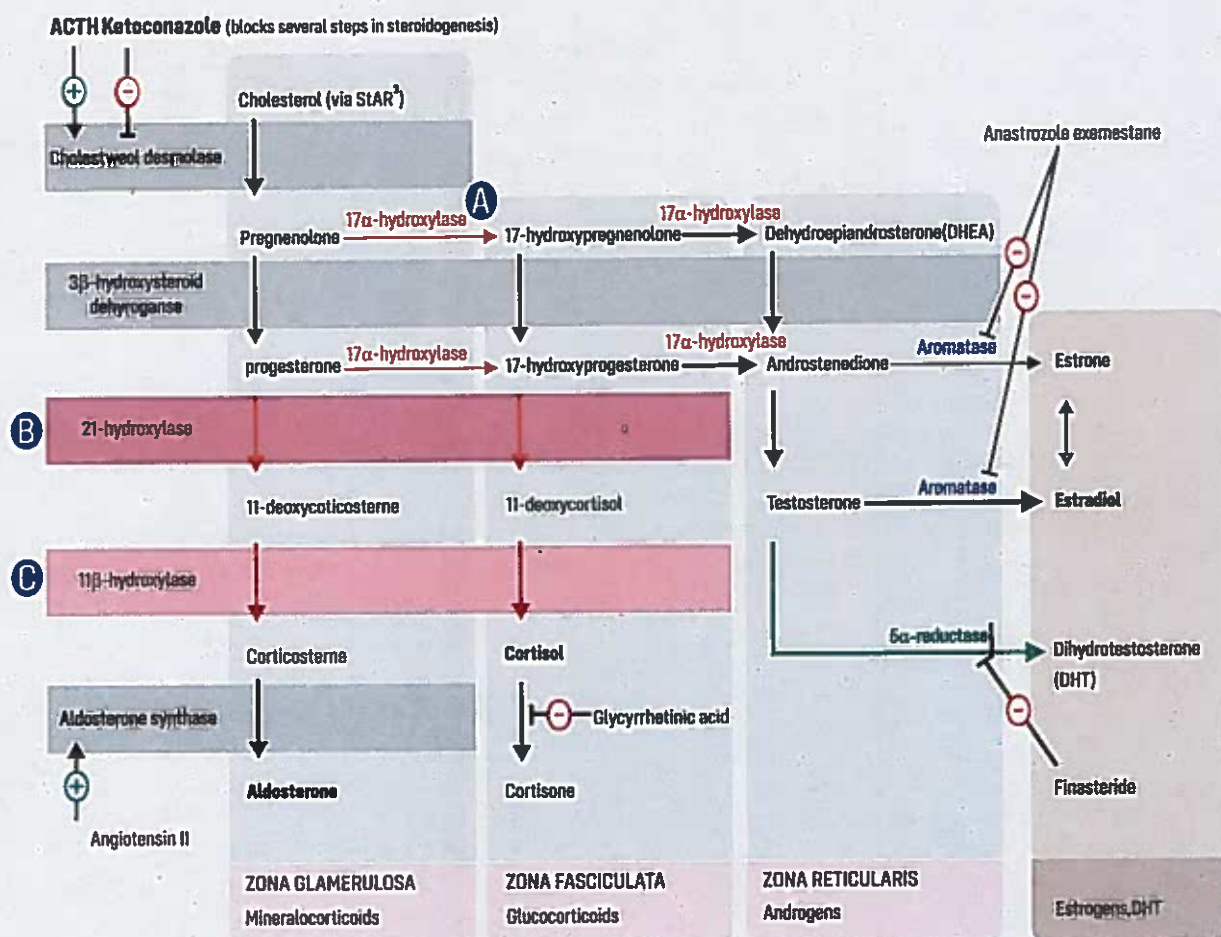 ACTH Ketoconazole (blocks several steps in steroidogenesis)
+
−
Cholesterol (via StAR³)
Cholestweol desmolase
Anastrozole exemestane
A
17α-hydroxylase
17α-hydroxylase
Pregnenolone
17-hydroxypregnenolone
Dehydroepiandrosterone(DHEA)
−
3β-hydroxysteroid
dehyroganse
−
17α-hydroxylase
17α-hydroxylase
Aromatase
progesterone
17-hydroxyprogesterone
Androstenedione
Estrone
B
21-hydroxylase
Aromatase
11-deoxycoticosterne
11-deoxycortisol
Testosterone
Estradiol
C
11β-hydroxylase
5α-reductase
Corticosterne
Cortisol
Dihydrotestosterone
(DHT)
Aldosterone synthase
−
Glycyrrhetinic acid
−
+
Aldosterone
Cortisone
Finasteride
Angiotensin II
ZONA GLAMERULOSA
ZONA FASCICULATA
ZONA RETICULARIS
Mineralocorticoids
Glucocorticoids
Androgens
Estrogens,DHT